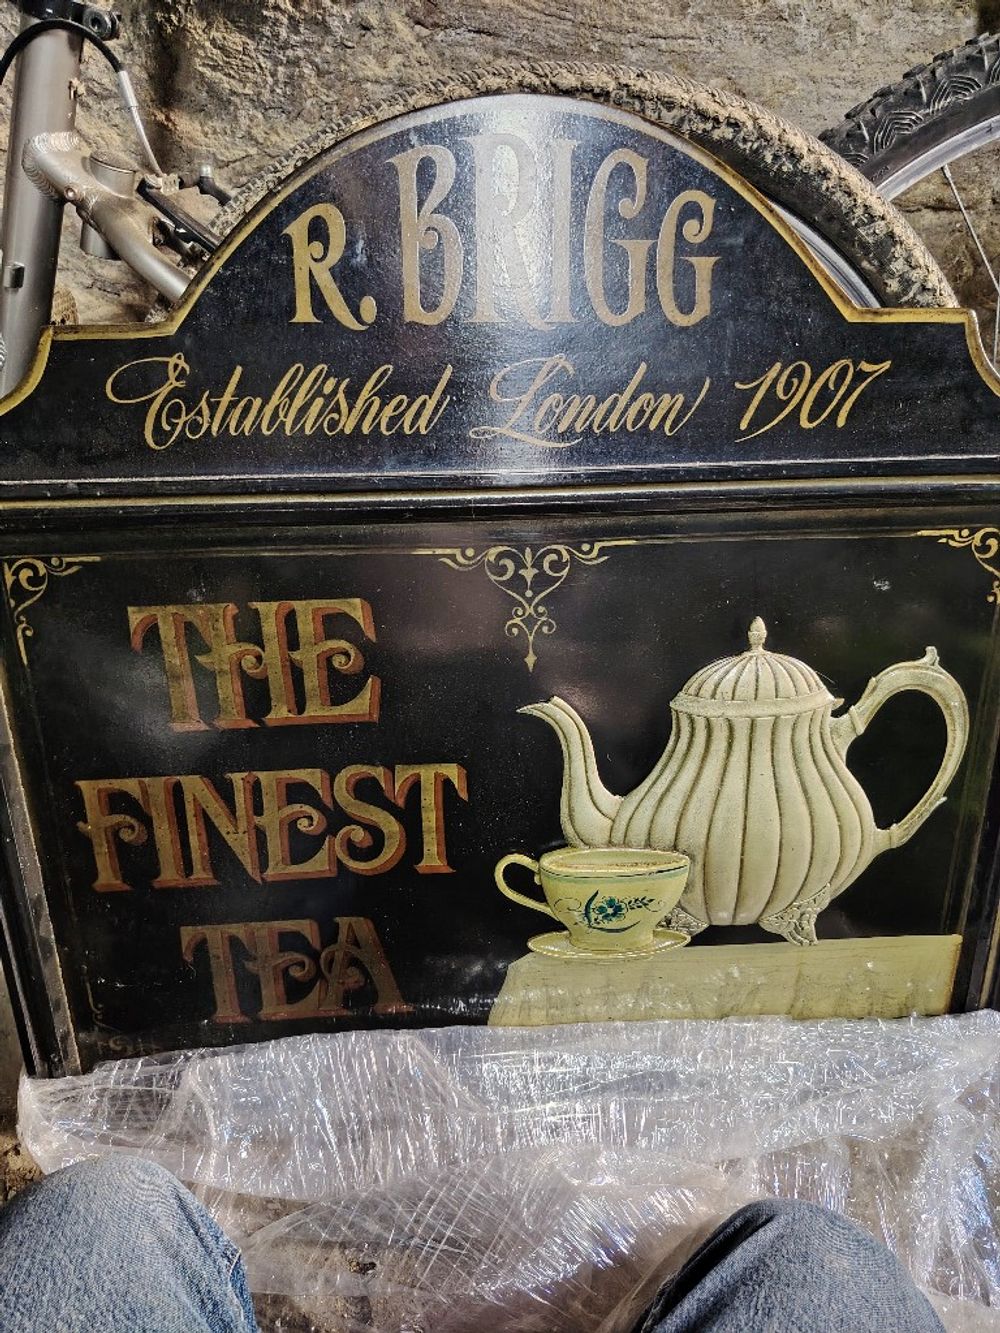 R. BRIGG
Established London 1907
THE
FINEST
TEA